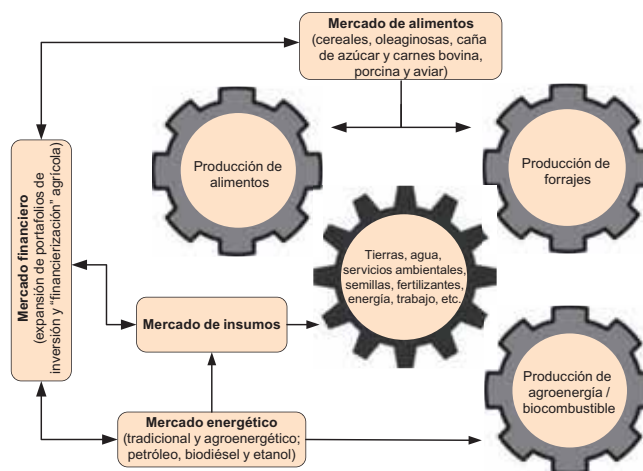 Mercado de alimentos
(cereales, oleaginosas, caña
de azúcar y carnes bovina,
porcina y aviar)
Producción de
alimentos
Producción de
forrajes
Mercado financiero
(expansión de portafolios de
inversión y "financierización" agrícola)
Tierras, agua,
servicios ambientales,
semillas, fertilizantes,
energía, trabajo, etc.
Mercado de insumos
Producción de
agroenergía /
biocombustible
Mercado energético
(tradicional y agroenergético;
petróleo, biodiésel y etanol)